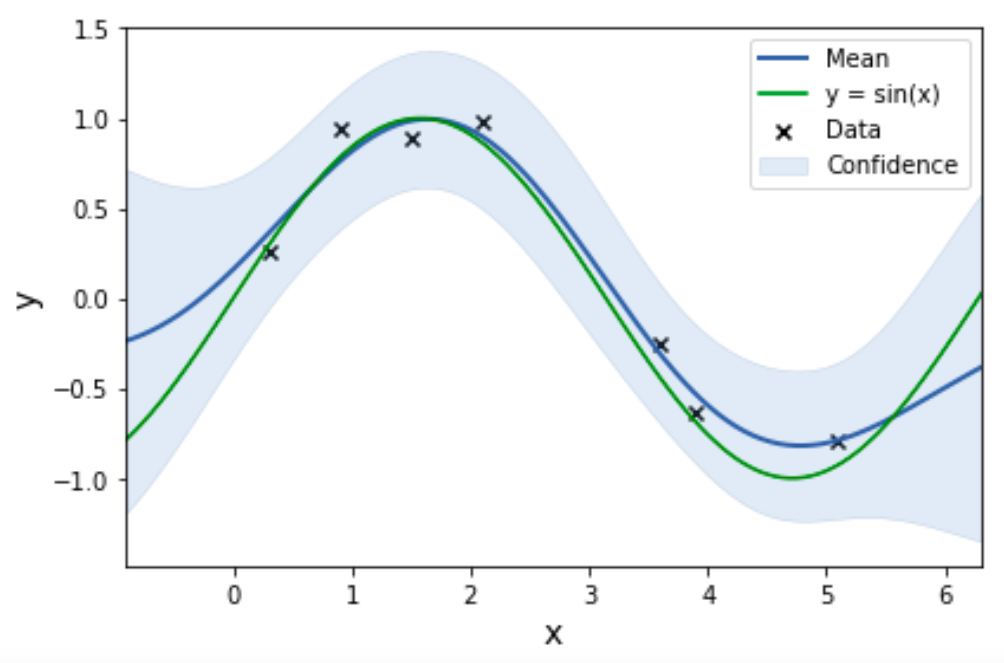 1.5
1.0
0.5
0.0
−0.5
−1.0
y
0 1 2 3 4 5 6
x
Mean
y = sin(x)
Data
Confidence